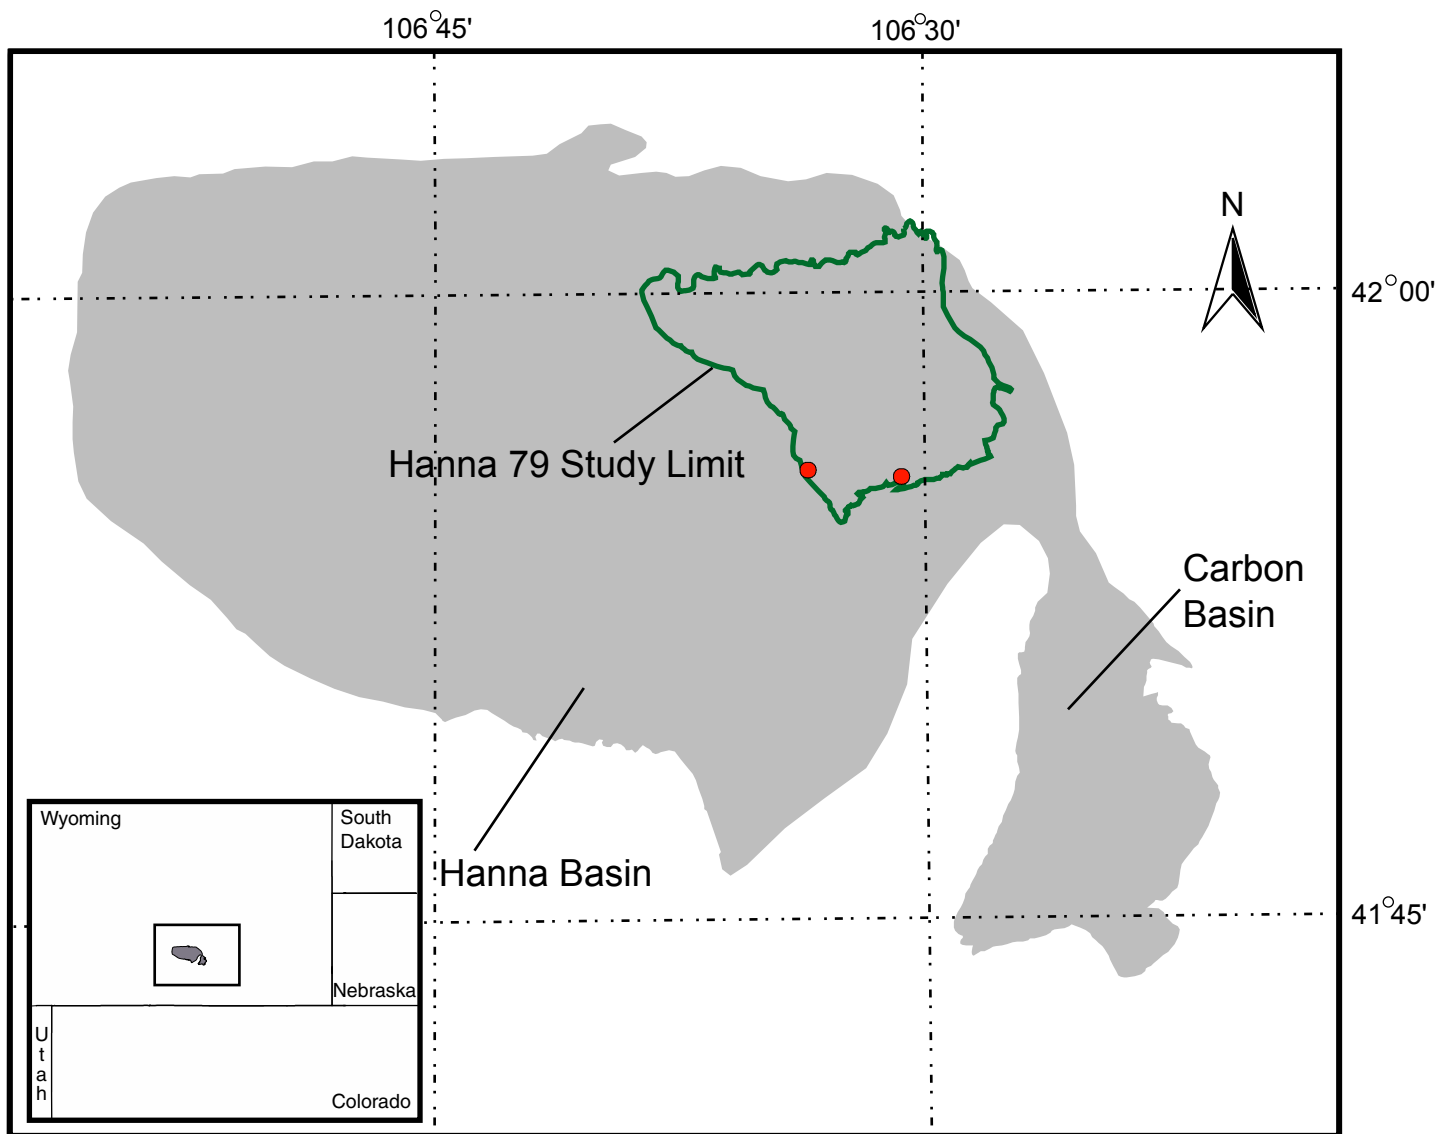 106°45'
106°30'
N
42°00'
Hanna 79 Study Limit
Carbon
Basin
Hanna Basin
41°45'
Wyoming
South
Dakota
Nebraska
Utah
Colorado